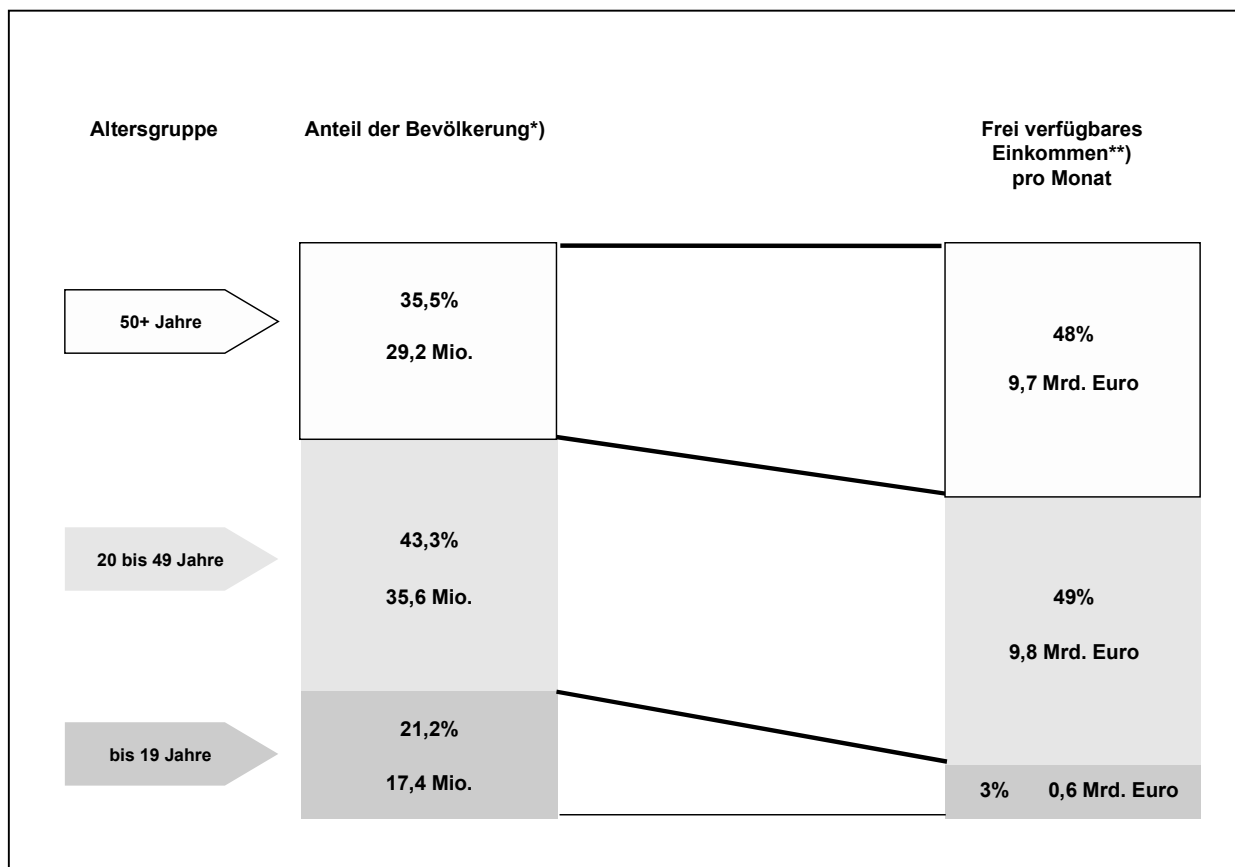 Altersgruppe
Anteil der Bevölkerung*)
Frei verfügbares
Einkommen**)
pro Monat
50+ Jahre
35,5%
29,2 Mio.
48%
9,7 Mrd. Euro
20 bis 49 Jahre
43,3%
35,6 Mio.
49%
9,8 Mrd. Euro
bis 19 Jahre
21,2%
17,4 Mio.
3% 0,6 Mrd. Euro